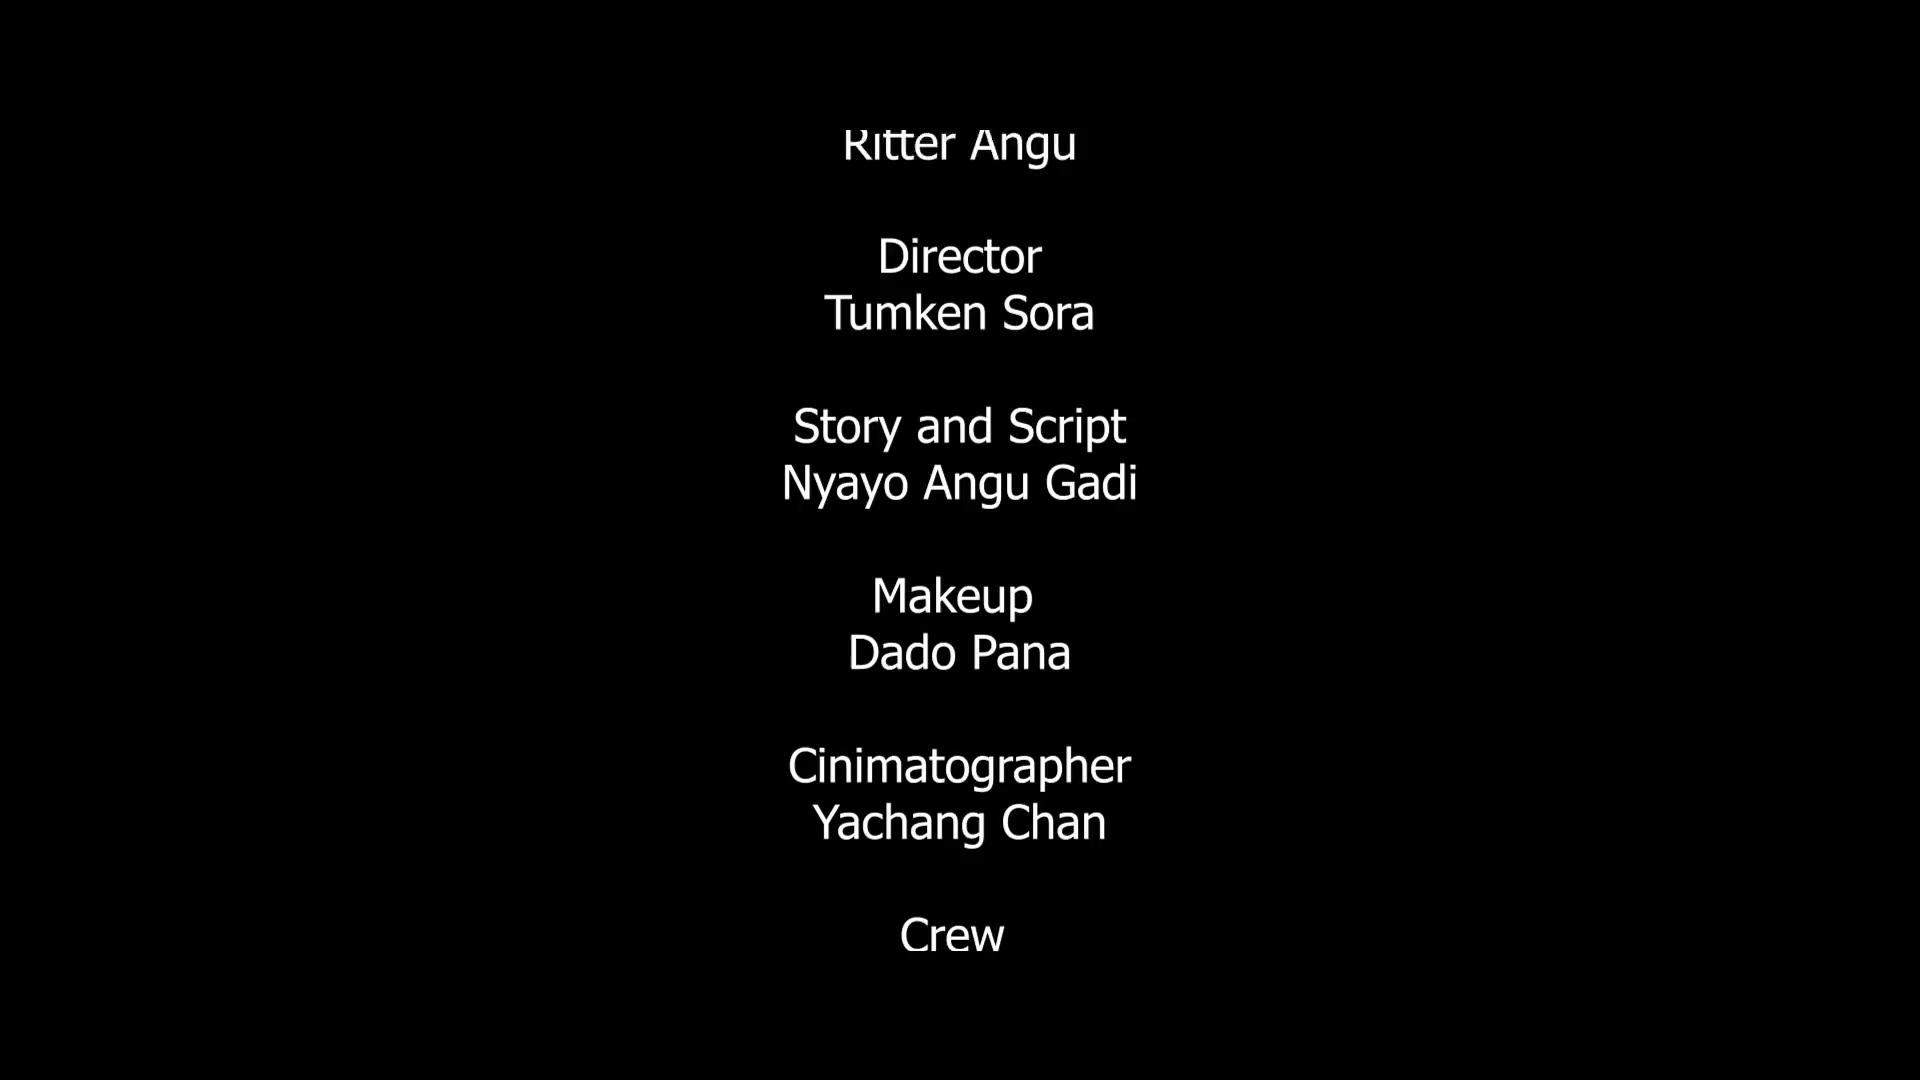 Ritter Angu
Director
Tumken Sora
Story and Script
Nyayo Angu Gadi
Makeup
Dado Pana
Cinimatographer
Yachang Chan
Crew